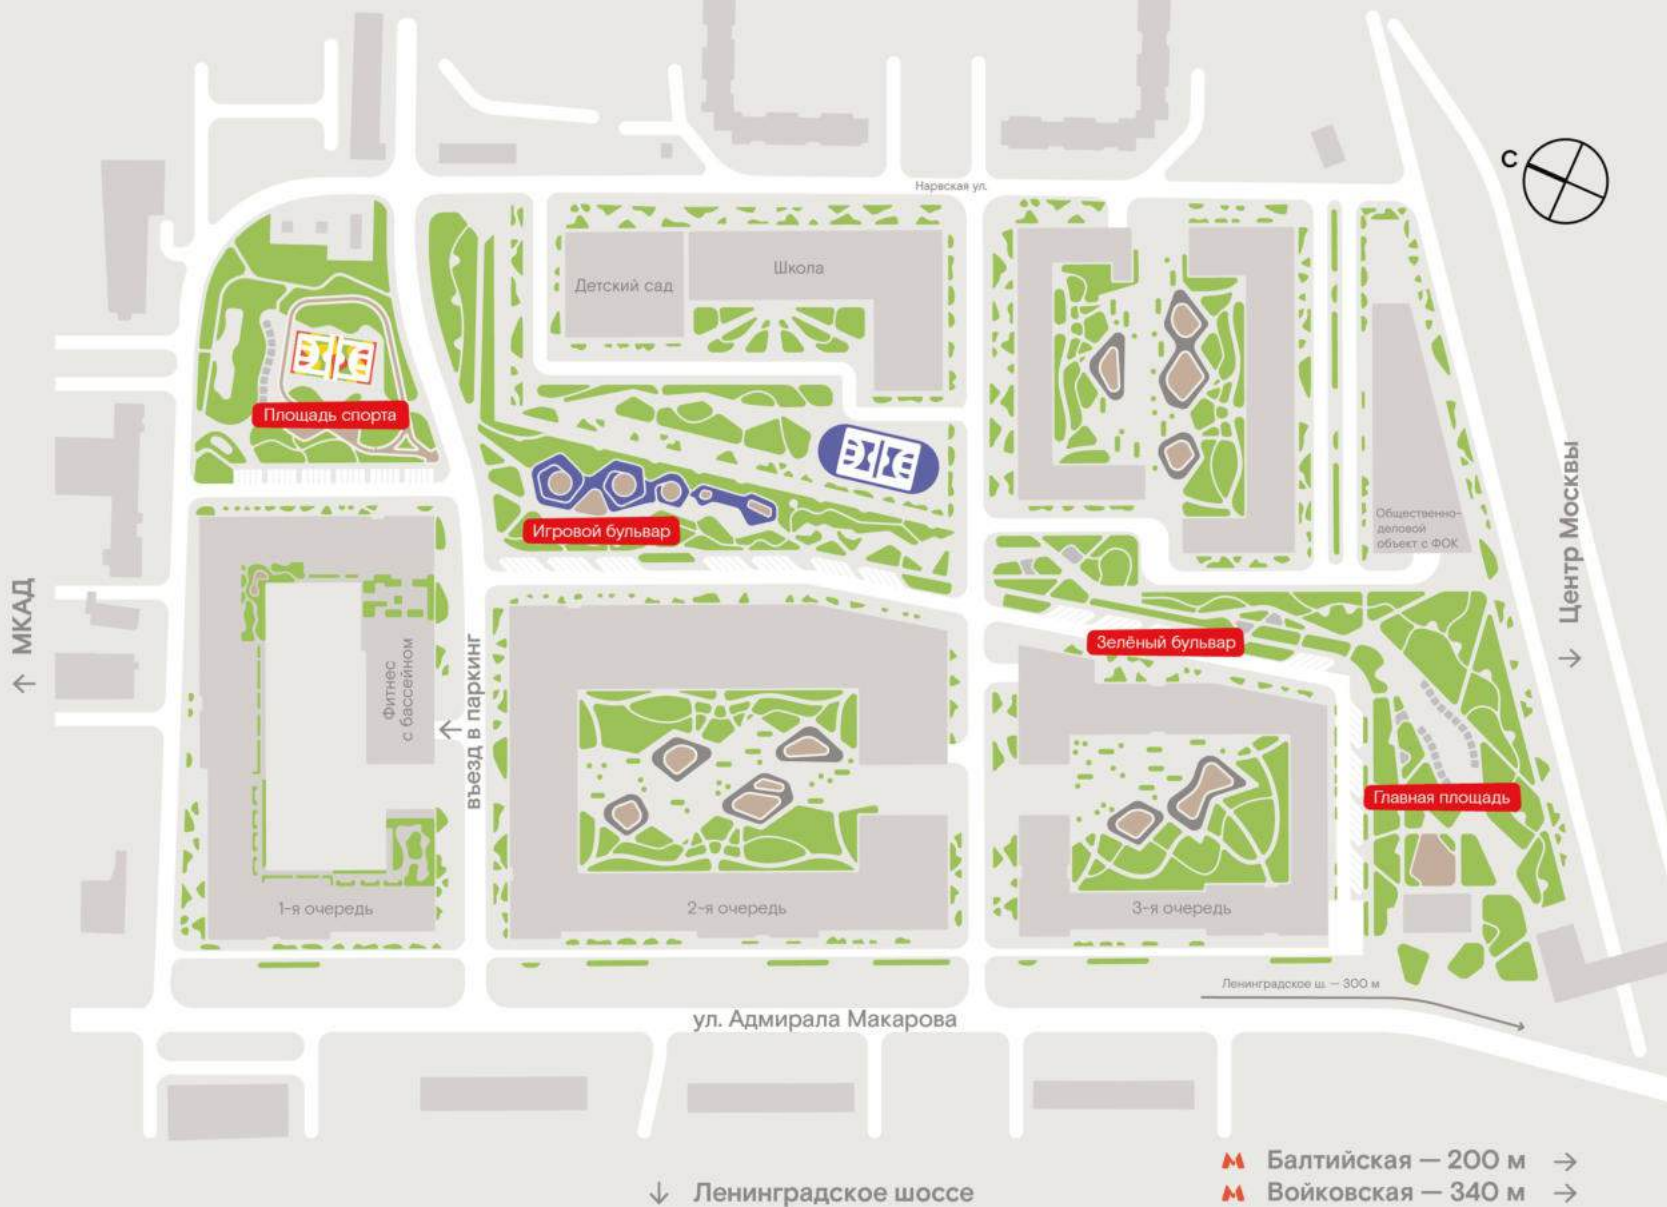 Нарвская ул.
С
Школа
Детский сад
Площадь спорта
Игровой бульвар
Общественно-
деловой
объект с ФОК
← МКАД
→ Центр Москвы
Зелёный бульвар
Фитнес
с бассейном
въезд в паркинг
←
Главная площадь
1-я очередь
2-я очередь
3-я очередь
Ленинградское ш. — 300 м
ул. Адмирала Макарова
М Балтийская — 200 м →
↓ Ленинградское шоссе
М Войковская — 340 м →